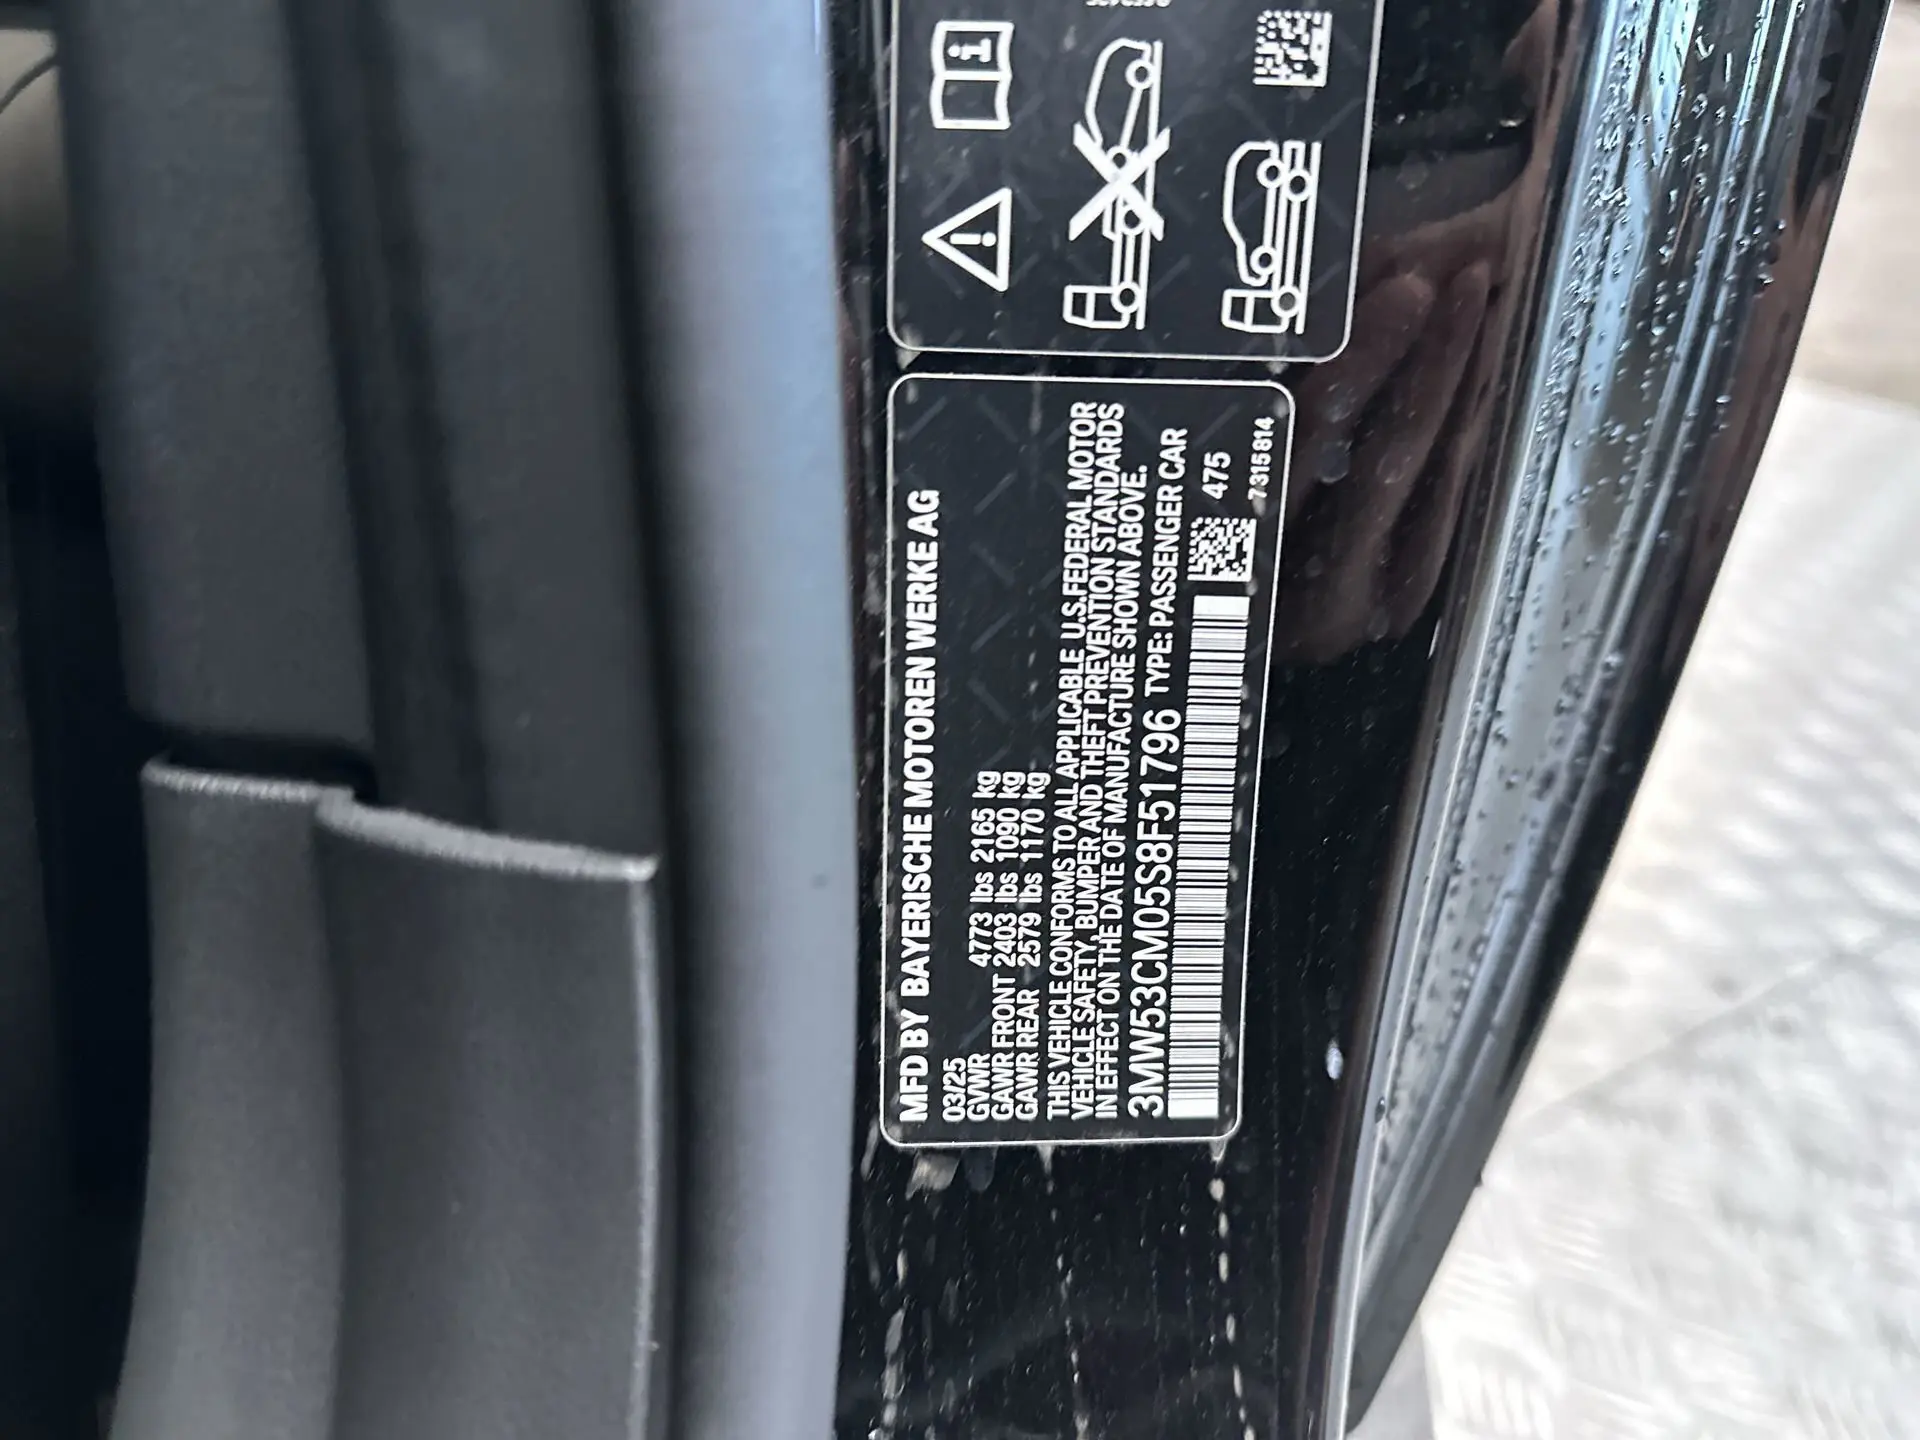 MFD BY BAYERISCHE MOTOREN WERKE AG
03/25
GVWR 4773 lbs 2165 kg
GAWR FRONT 2403 lbs 1090 kg
GAWR REAR 2579 lbs 1170 kg
THIS VEHICLE CONFORMS TO ALL APPLICABLE U.S.FEDERAL MOTOR
VEHICLE SAFETY, BUMPER AND THEFT PREVENTION STANDARDS
IN EFFECT ON THE DATE OF MANUFACTURE SHOWN ABOVE.
3MW53CM05S8F51796 TYPE: PASSENGER CAR
475
7315814